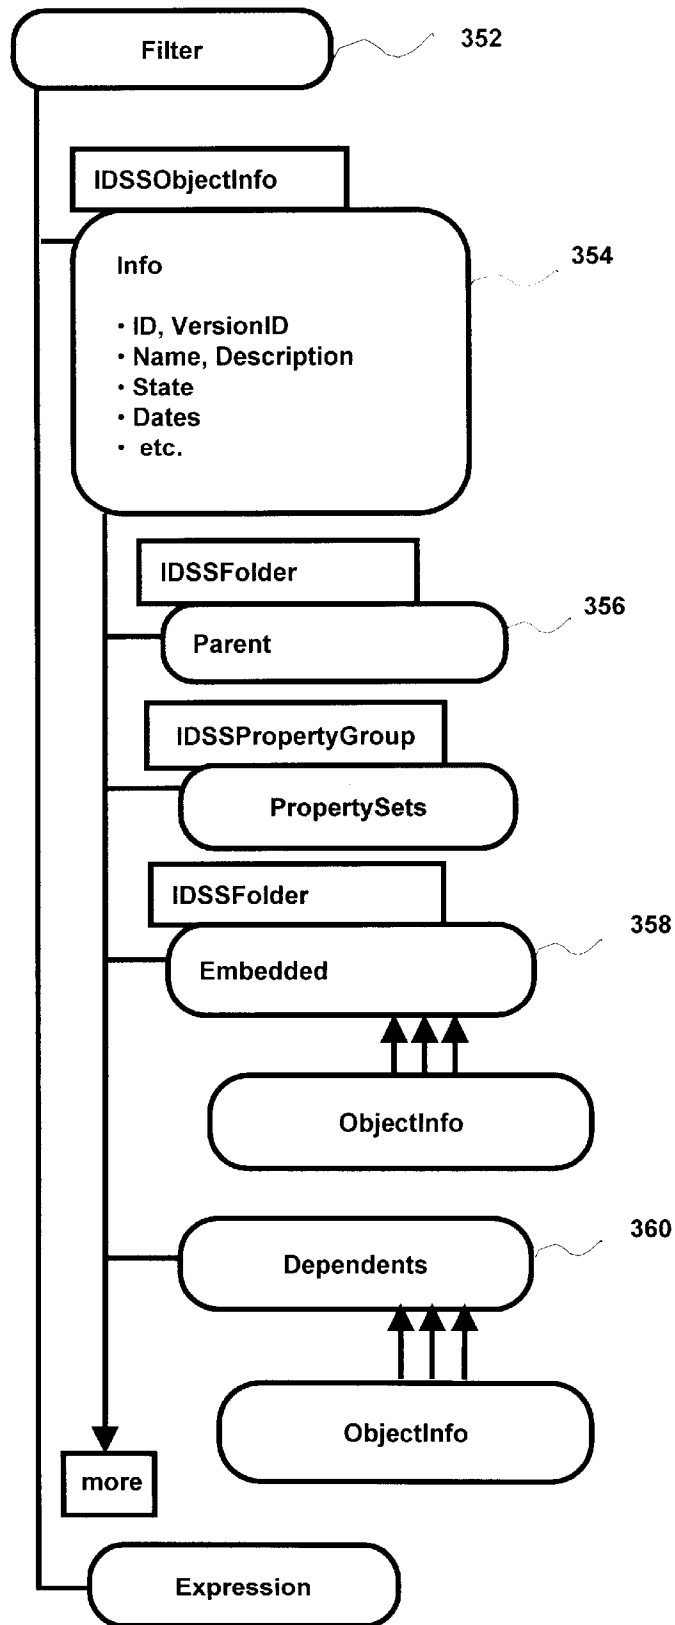 Filter
352
IDSSObjectInfo
Info
354
· ID, VersionID
· Name, Description
· State
· Dates
· etc.
IDSSFolder
356
Parent
IDSSPropertyGroup
PropertySets
IDSSFolder
358
Embedded
ObjectInfo
360
Dependents
ObjectInfo
more
Expression